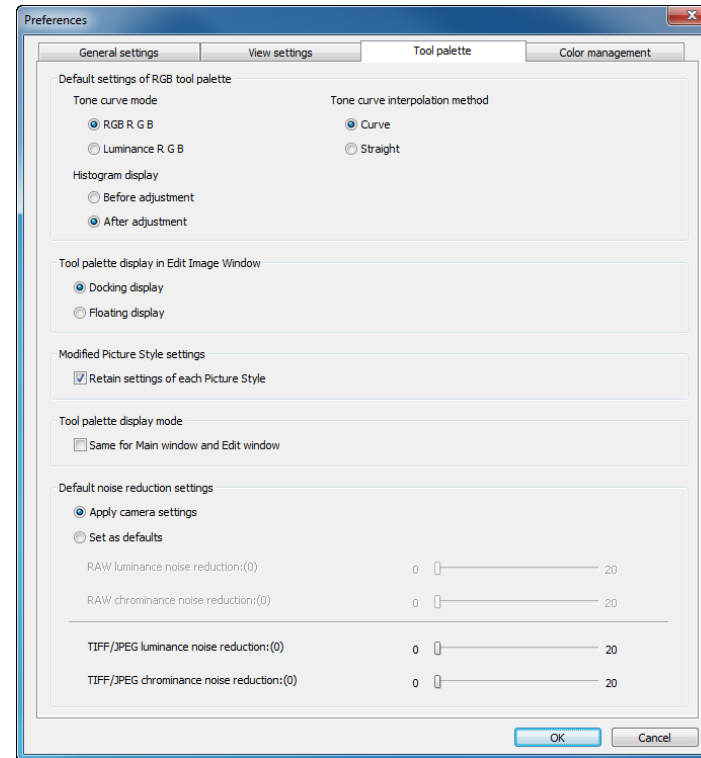 Preferences
General settings
View settings
Tool palette
Color management
Default settings of RGB tool palette
Tone curve mode
Tone curve interpolation method
RGB R G B
Curve
Luminance R G B
Straight
Histogram display
Before adjustment
After adjustment
Tool palette display in Edit Image Window
Docking display
Floating display
Modified Picture Style settings
Retain settings of each Picture Style
Tool palette display mode
Same for Main window and Edit window
Default noise reduction settings
Apply camera settings
Set as defaults
RAW luminance noise reduction:(0) 0 20
RAW chrominance noise reduction:(0) 0 20
TIFF/JPEG luminance noise reduction:(0) 0 20
TIFF/JPEG chrominance noise reduction:(0) 0 20
OK
Cancel